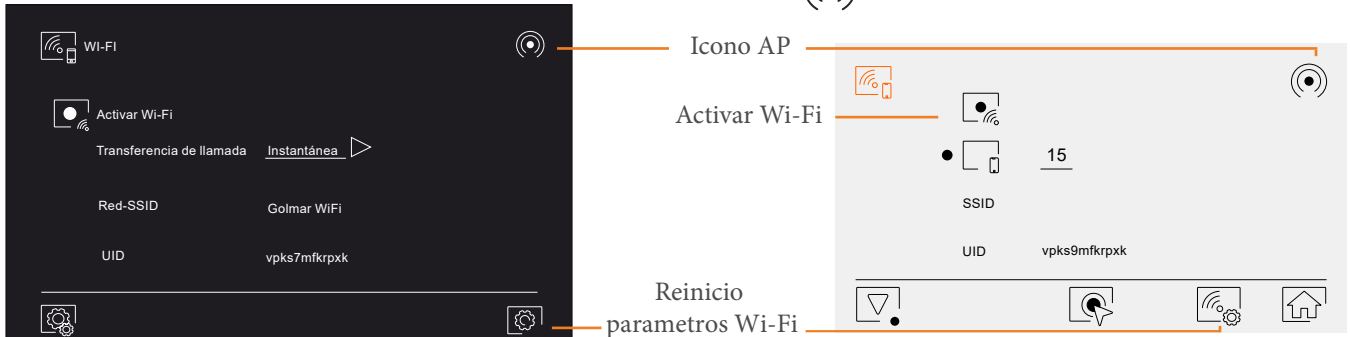 WI-FI
Activar Wi-Fi
Transferencia de llamada Instantánea
Red-SSID Golmar WiFi
UID vpks7mfkrpxk
Icono AP
Activar Wi-Fi
Reinicio
parametros Wi-Fi
15
SSID
UID vpks9mfkrpxk